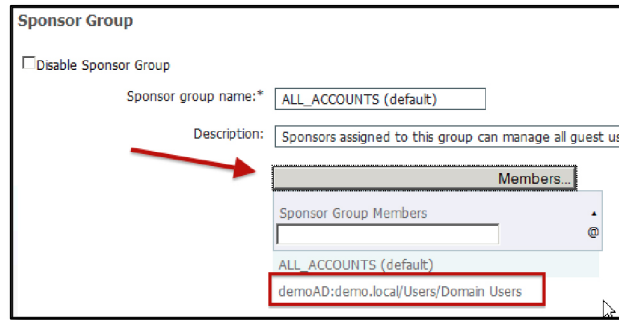 Sponsor Group
Disable Sponsor Group
Sponsor group name:* ALL_ACCOUNTS (default)
Description: Sponsors assigned to this group can manage all guest us
Members...
Sponsor Group Members
@
ALL_ACCOUNTS (default)
demoAD:demo.local/Users/Domain Users